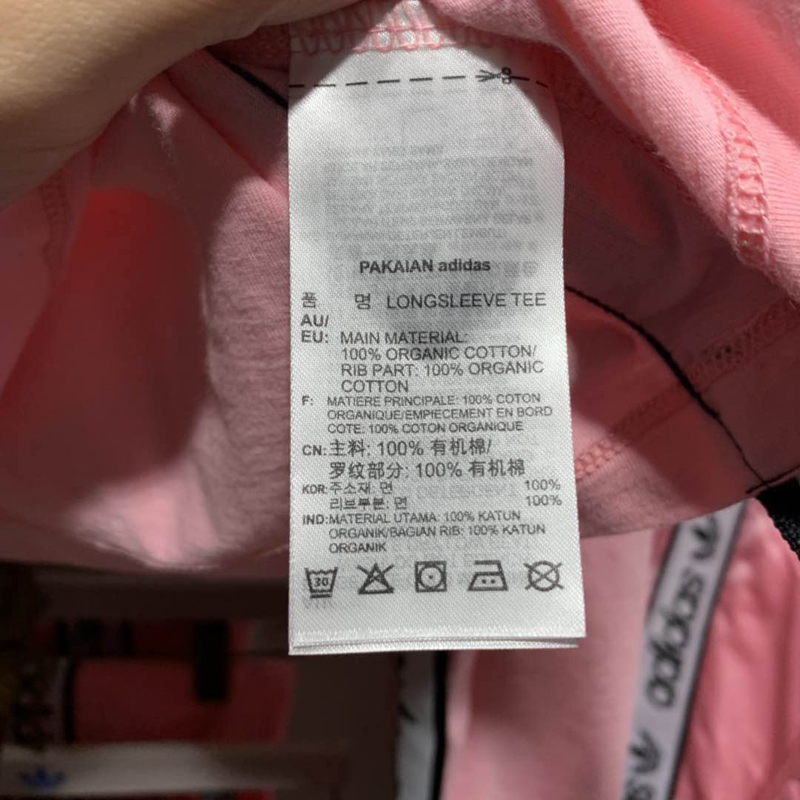 PAKAIAN adidas
품 명 LONGSLEEVE TEE
AU/
EU: MAIN MATERIAL:
100% ORGANIC COTTON/
RIB PART: 100% ORGANIC
COTTON
F: MATIERE PRINCIPALE: 100% COTON
ORGANIQUE/EMPIECEMENT EN BORD
COTE: 100% COTON ORGANIQUE
CN: 主料: 100% 有机棉/
罗纹部分: 100% 有机棉
KOR: 주소재: 면 100%
리브부분: 면 100%
IND: MATERIAL UTAMA: 100% KATUN
ORGANIK/BAGIAN RIB: 100% KATUN
ORGANIK
30
adidas